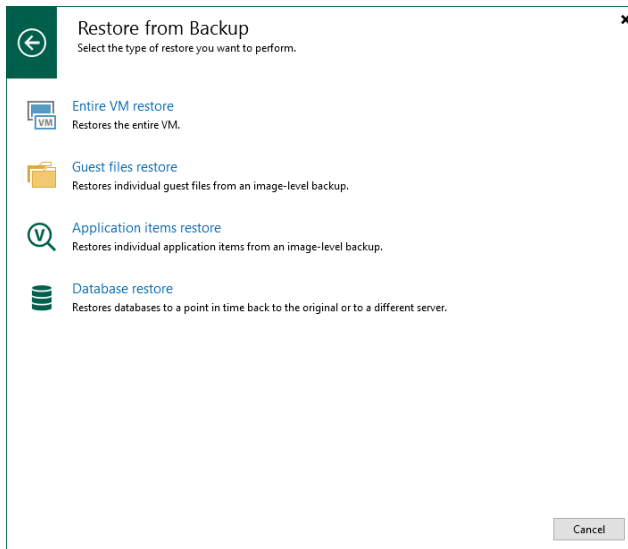 Restore from Backup
Select the type of restore you want to perform.
Entire VM restore
VM
Restores the entire VM.
Guest files restore
Restores individual guest files from an image-level backup.
Application items restore
V
Restores individual application items from an image-level backup.
Database restore
Restores databases to a point in time back to the original or to a different server.
Cancel